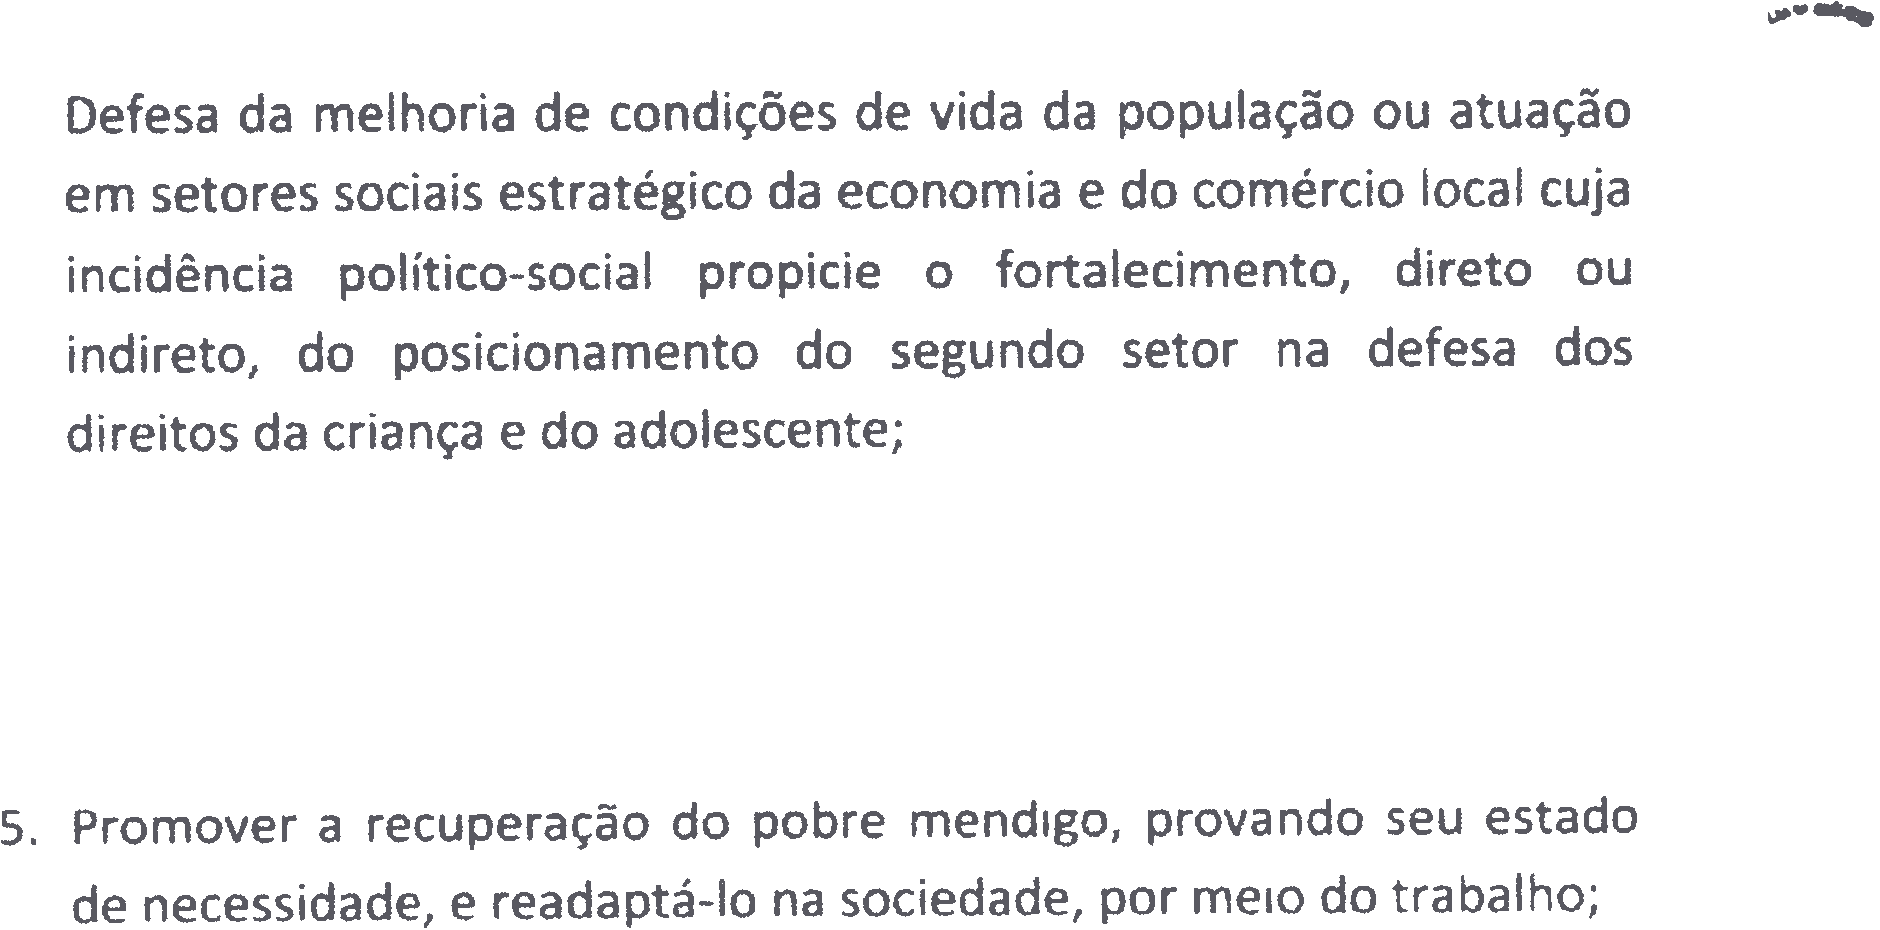 Defesa da melhoria de condições de vida da população ou atuação
em setores sociais estratégico da economia e do comércio local cuja
incidência político-social propicie o fortalecimento, direto ou
indireto, do posicionamento do segundo setor na defesa dos
direitos da criança e do adolescente;
5. Promover a recuperação do pobre mendigo, provando seu estado
de necessidade, e readaptá-lo na sociedade, por meio do trabalho;